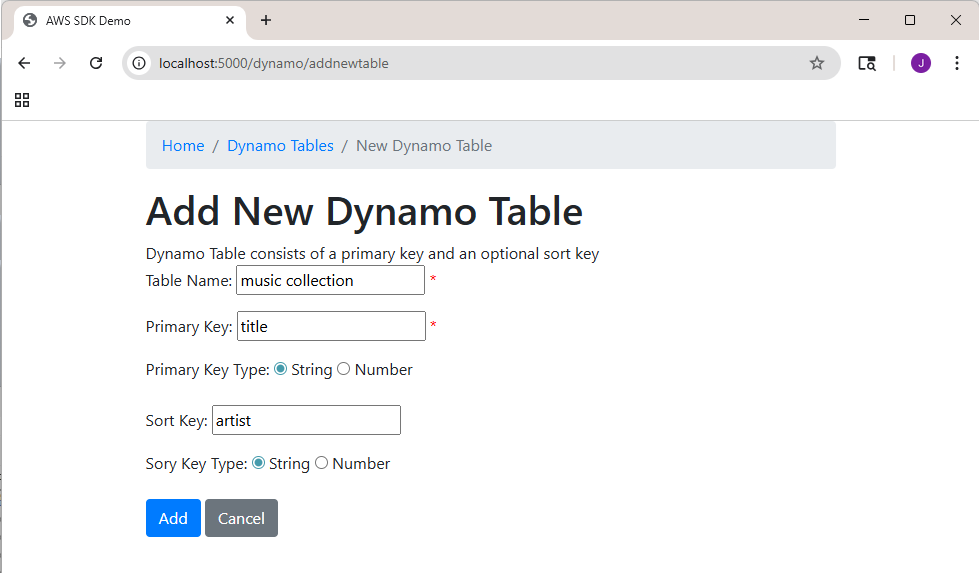 AWS SDK Demo
localhost:5000/dynamo/addnewtable
J
Home / Dynamo Tables / New Dynamo Table
Add New Dynamo Table
Dynamo Table consists of a primary key and an optional sort key
Table Name: music collection *
Primary Key: title *
Primary Key Type: String Number
Sort Key: artist
Sory Key Type: String Number
Add Cancel